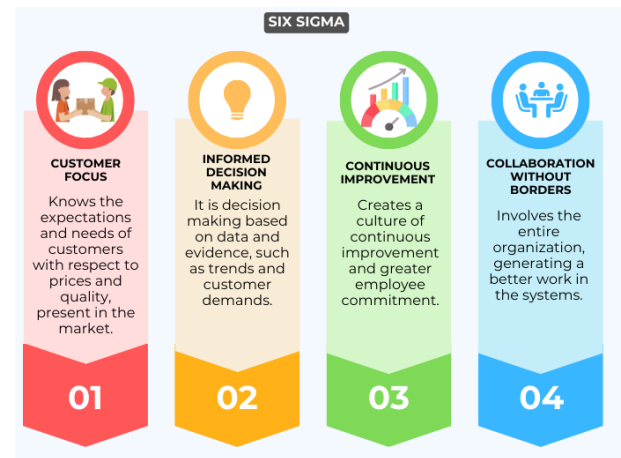 SIX SIGMA
CUSTOMER
FOCUS
Knows the
expectations
and needs of
customers
with respect to
prices and
quality,
present in the
market.
01
INFORMED
DECISION
MAKING
It is decision
making based
on data and
evidence, such
as trends and
customer
demands.
02
CONTINUOUS
IMPROVEMENT
Creates a
culture of
continuous
improvement
and greater
employee
commitment.
03
COLLABORATION
WITHOUT
BORDERS
Involves the
entire
organization,
generating a
better work in
the systems.
04